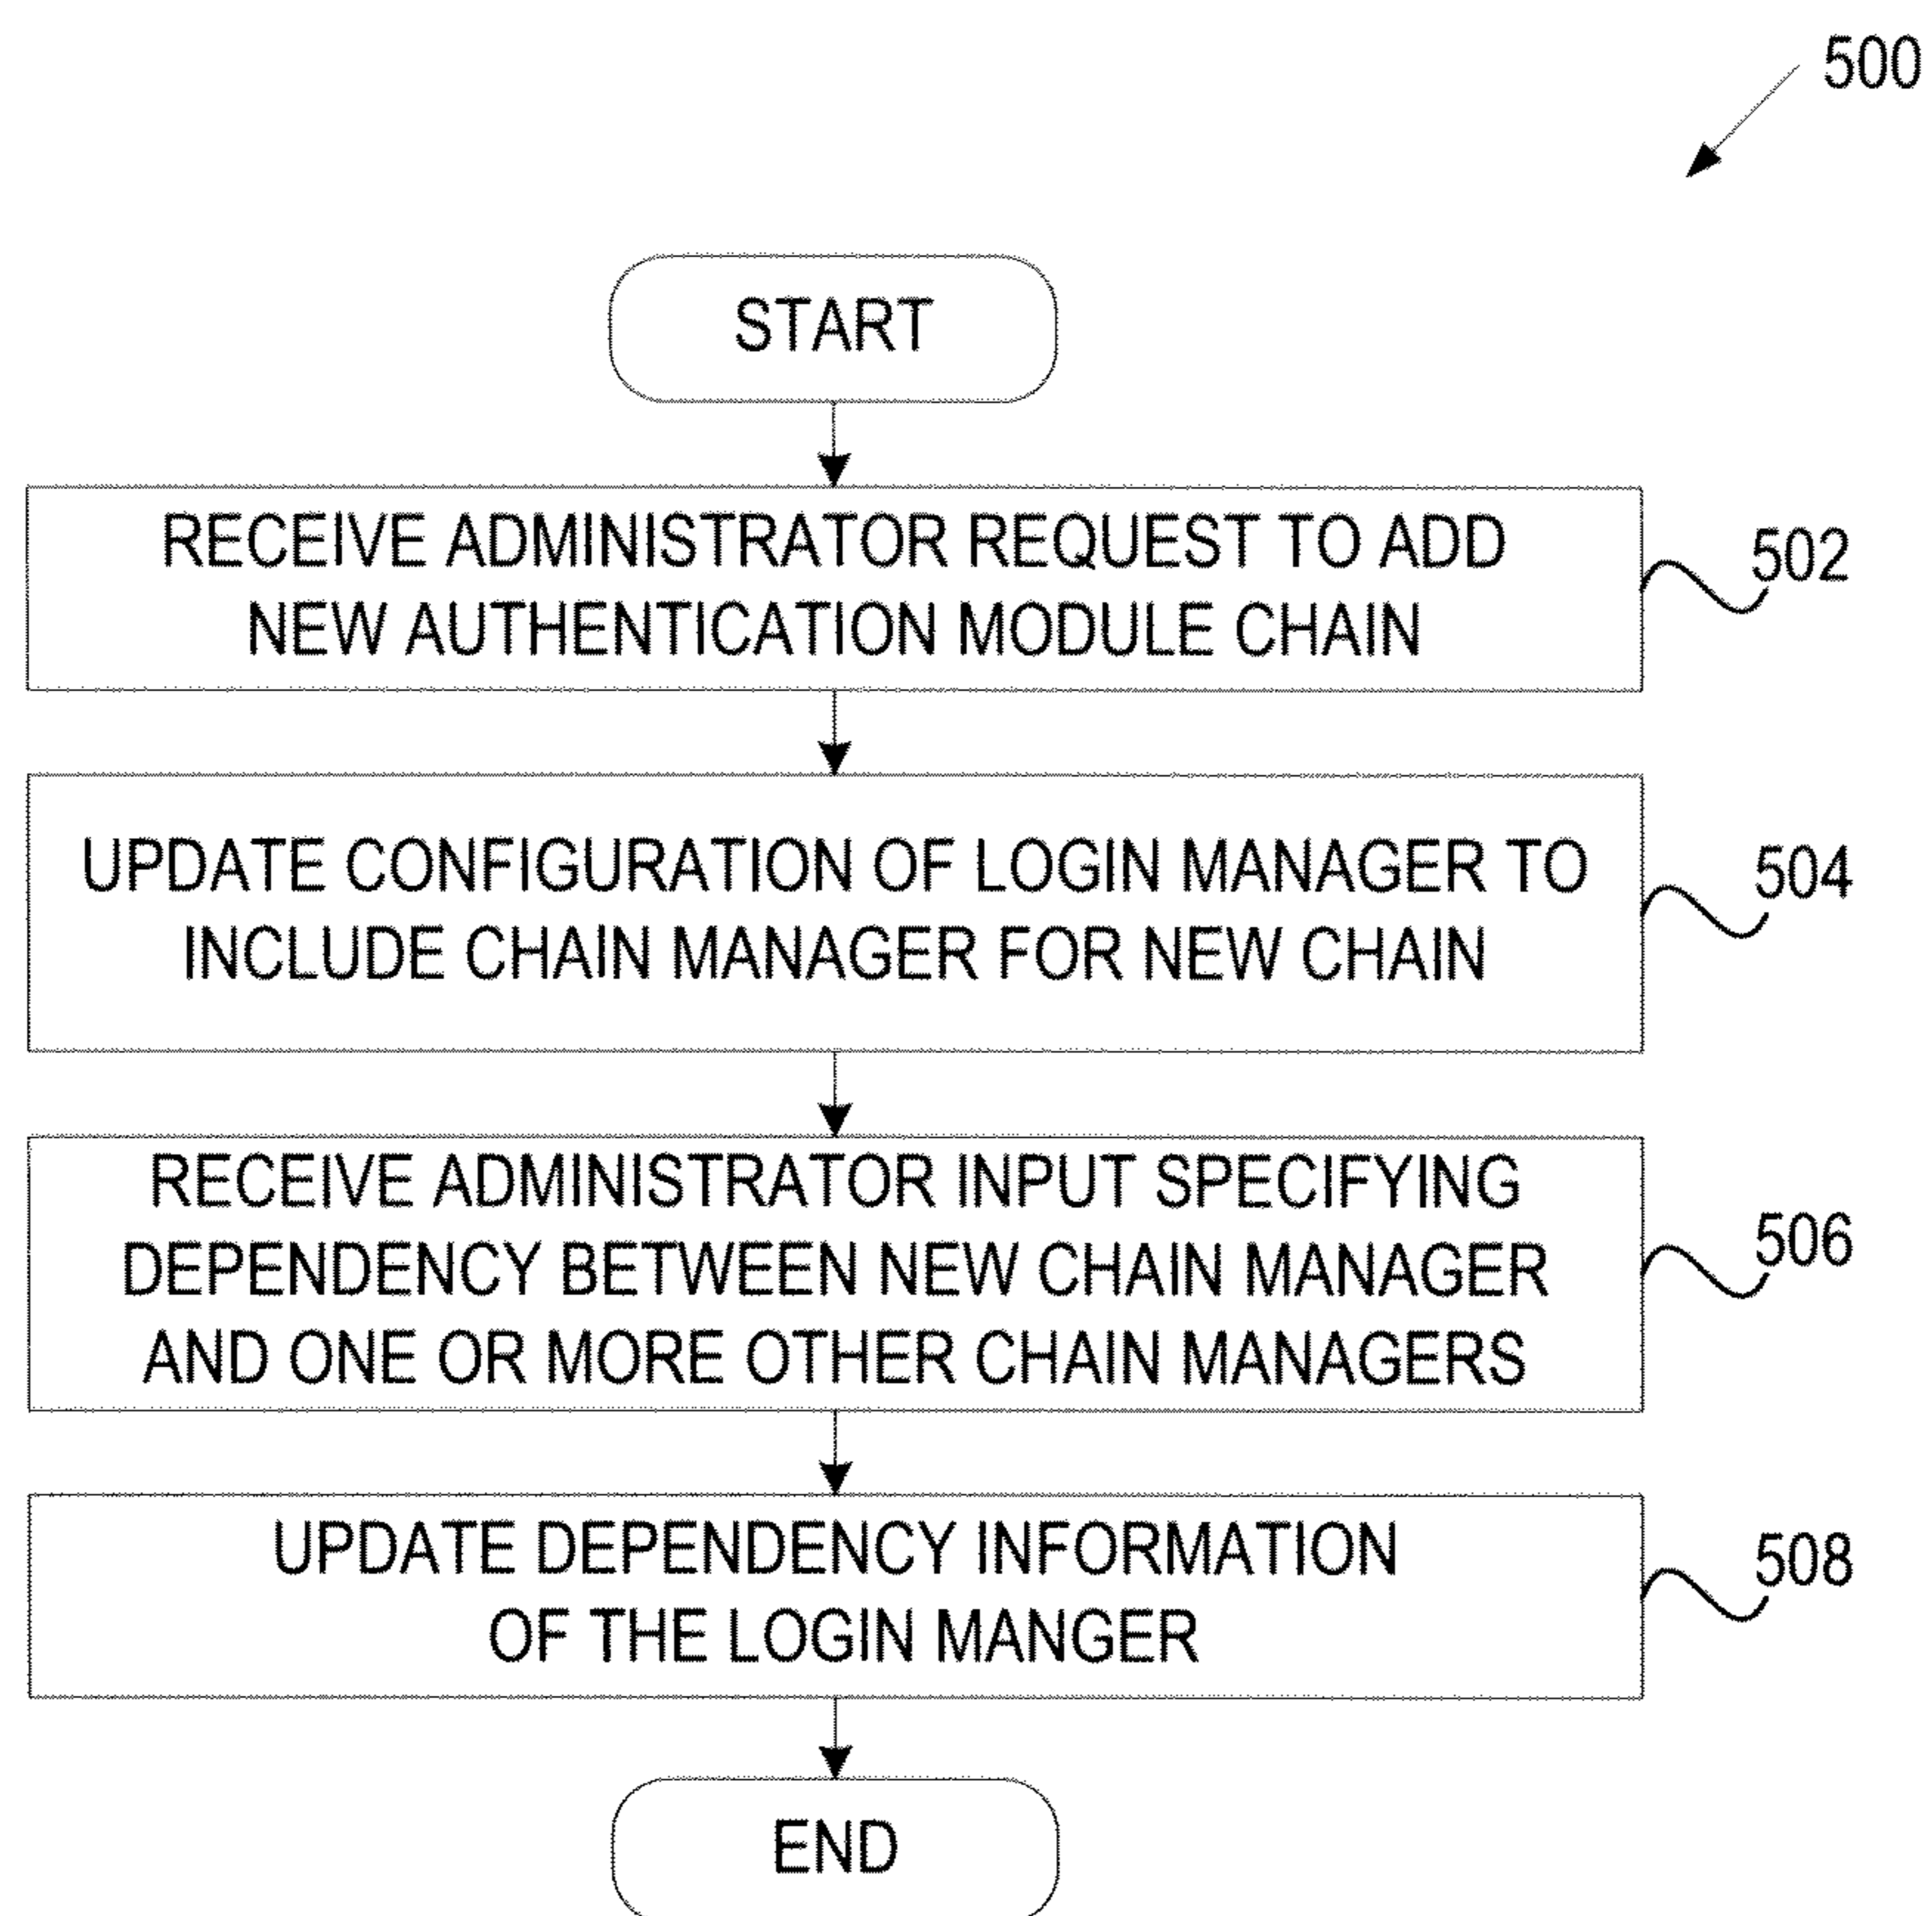 500
START
RECEIVE ADMINISTRATOR REQUEST TO ADD
NEW AUTHENTICATION MODULE CHAIN
502
UPDATE CONFIGURATION OF LOGIN MANAGER TO
INCLUDE CHAIN MANAGER FOR NEW CHAIN
504
RECEIVE ADMINISTRATOR INPUT SPECIFYING
DEPENDENCY BETWEEN NEW CHAIN MANAGER
AND ONE OR MORE OTHER CHAIN MANAGERS
506
UPDATE DEPENDENCY INFORMATION
OF THE LOGIN MANGER
508
END